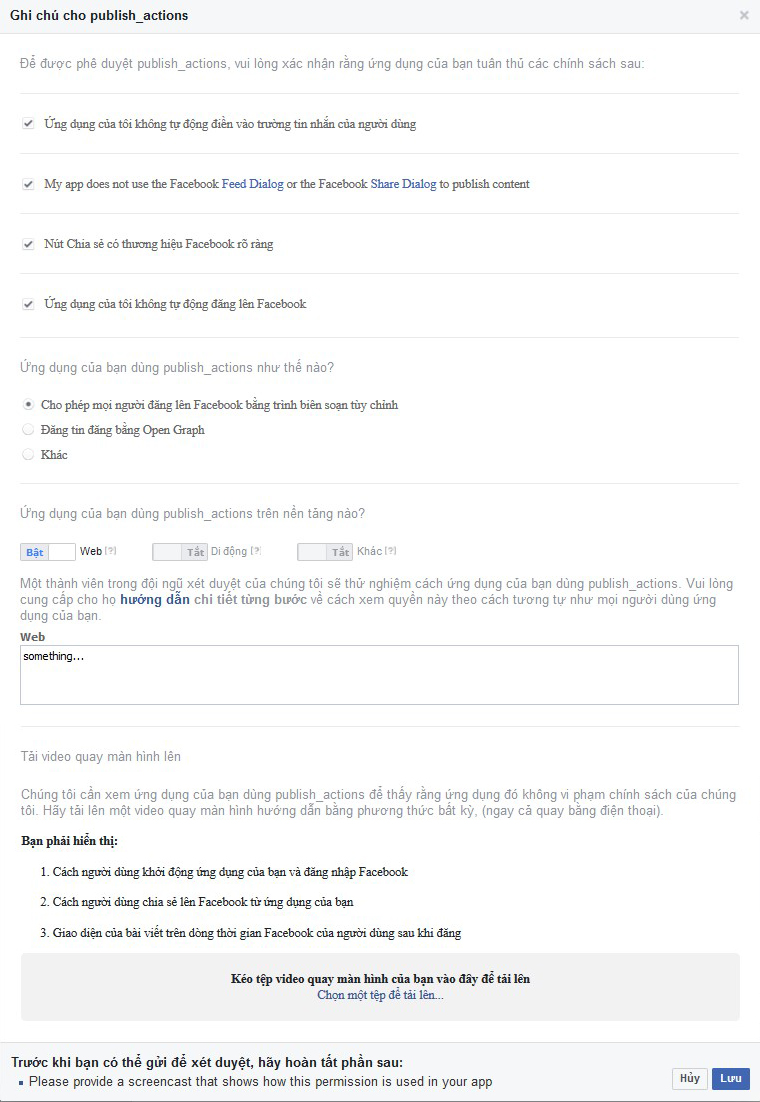 Ghi chú cho publish_actions
Để được phê duyệt publish_actions, vui lòng xác nhận rằng ứng dụng của bạn tuân thủ các chính sách sau:
Ứng dụng của tôi không tự động điền vào trường tin nhắn của người dùng
My app does not use the Facebook Feed Dialog or the Facebook Share Dialog to publish content
Nút Chia sẻ có thương hiệu Facebook rõ ràng
Ứng dụng của tôi không tự động đăng lên Facebook
Ứng dụng của bạn dùng publish_actions như thế nào?
Cho phép mọi người đăng lên Facebook bằng trình biên soạn tùy chỉnh
Đăng tin đăng bằng Open Graph
Khác
Ứng dụng của bạn dùng publish_actions trên nền tảng nào?
Bật Web [?] Tắt Di động [?] Tắt Khác [?]
Một thành viên trong đội ngũ xét duyệt của chúng tôi sẽ thử nghiệm cách ứng dụng của bạn dùng publish_actions. Vui lòng
cung cấp cho họ hướng dẫn chi tiết từng bước về cách xem quyền này theo cách tương tự như mọi người dùng ứng
dụng của bạn.
Web
something...
Tải video quay màn hình lên
Chúng tôi cần xem ứng dụng của bạn dùng publish_actions để thấy rằng ứng dụng đó không vi phạm chính sách của chúng
tôi. Hãy tải lên một video quay màn hình hướng dẫn bằng phương thức bất kỳ, (ngay cả quay bằng điện thoại).
Bạn phải hiển thị:
1. Cách người dùng khởi động ứng dụng của bạn và đăng nhập Facebook
2. Cách người dùng chia sẻ lên Facebook từ ứng dụng của bạn
3. Giao diện của bài viết trên dòng thời gian Facebook của người dùng sau khi đăng
Kéo tệp video quay màn hình của bạn vào đây để tải lên
Chọn một tệp để tải lên...
Trước khi bạn có thể gửi để xét duyệt, hãy hoàn tất phần sau:
Please provide a screencast that shows how this permission is used in your app
Hủy Lưu